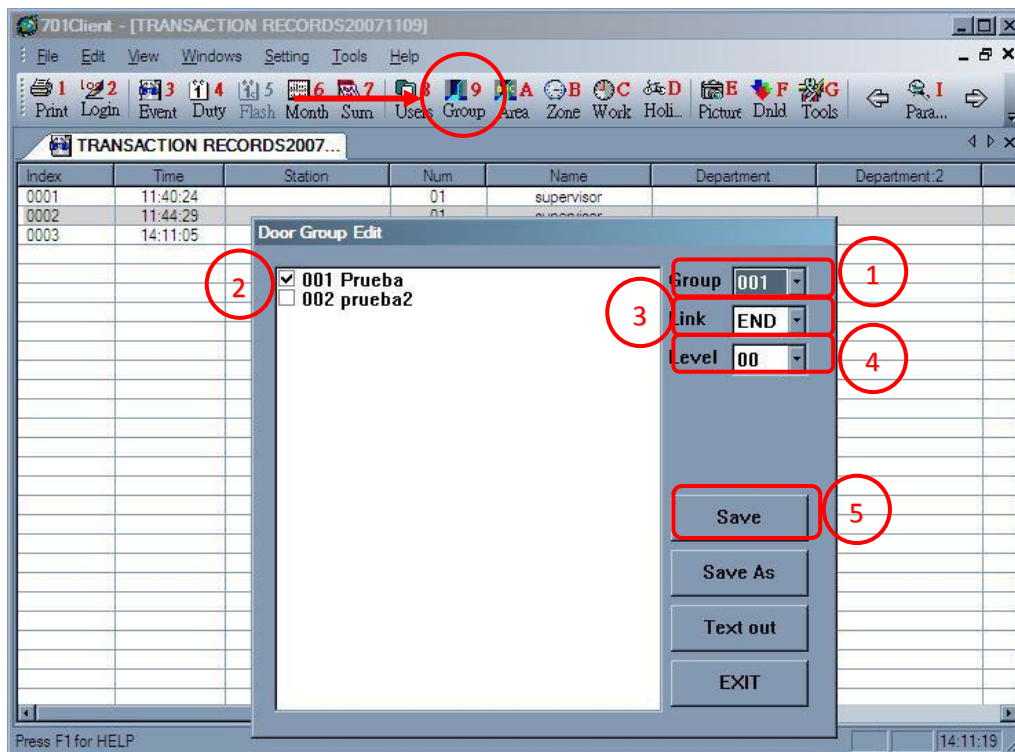 701Client - [TRANSACTION RECORDS20071109]
File Edit View Windows Setting Tools Help
1 2 3 4 5 6 7 8 9 A B C D E F G I
Print Login Event Duty Flash Month Sum Users Group Area Zone Work Holi... Picture Dnld Tools Para...
TRANSACTION RECORDS2007...
Index Time Station Num Name Department Department:2
0001 11:40:24 01 supervisor
0002 11:44:29 01 supervisor
0003 14:11:05
Door Group Edit
001 Prueba
002 prueba2
2
Group 001
1
3
Link END
Level 00
4
Save
5
Save As
Text out
EXIT
Press F1 for HELP
14:11:19